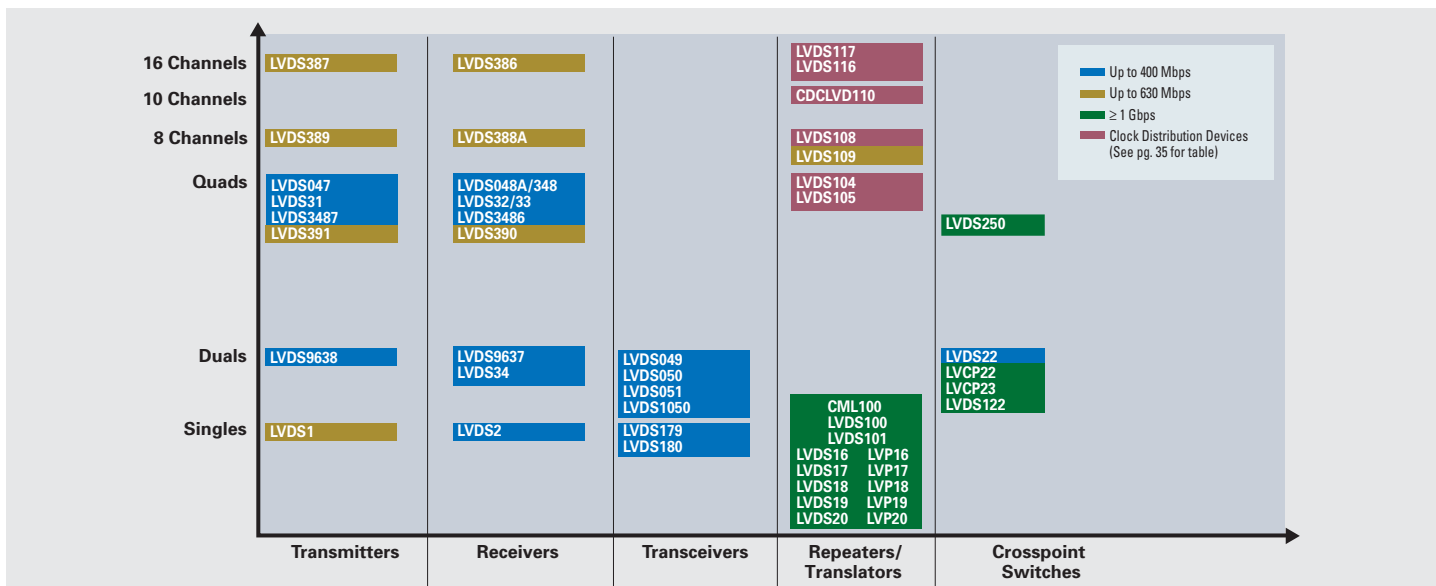 16 Channels
LVDS387
LVDS386
LVDS117
LVDS116
10 Channels
CDCLVD110
8 Channels
LVDS389
LVDS388A
LVDS108
LVDS109
Quads
LVDS047
LVDS31
LVDS3487
LVDS391
LVDS048A/348
LVDS32/33
LVDS3486
LVDS390
LVDS104
LVDS105
LVDS250
Duals
LVDS9638
LVDS9637
LVDS34
LVDS049
LVDS050
LVDS051
LVDS1050
LVDS22
LVCP22
LVCP23
LVDS122
Singles
LVDS1
LVDS2
LVDS179
LVDS180
CML100
LVDS100
LVDS101
LVDS16 LVP16
LVDS17 LVP17
LVDS18 LVP18
LVDS19 LVP19
LVDS20 LVP20
Up to 400 Mbps
Up to 630 Mbps
≥ 1 Gbps
Clock Distribution Devices
(See pg. 35 for table)
Transmitters
Receivers
Transceivers
Repeaters/
Translators
Crosspoint
Switches